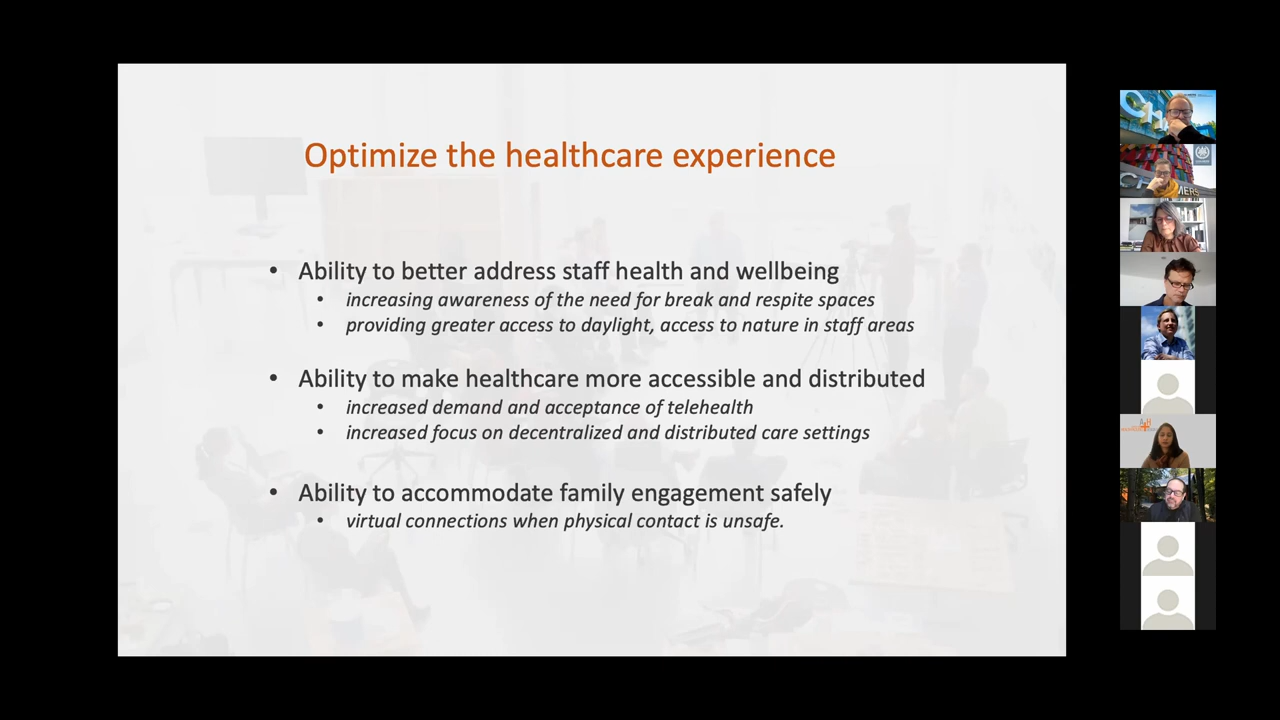 Optimize the healthcare experience
• Ability to better address staff health and wellbeing
• increasing awareness of the need for break and respite spaces
• providing greater access to daylight, access to nature in staff areas
• Ability to make healthcare more accessible and distributed
• increased demand and acceptance of telehealth
• increased focus on decentralized and distributed care settings
• Ability to accommodate family engagement safely
• virtual connections when physical contact is unsafe.